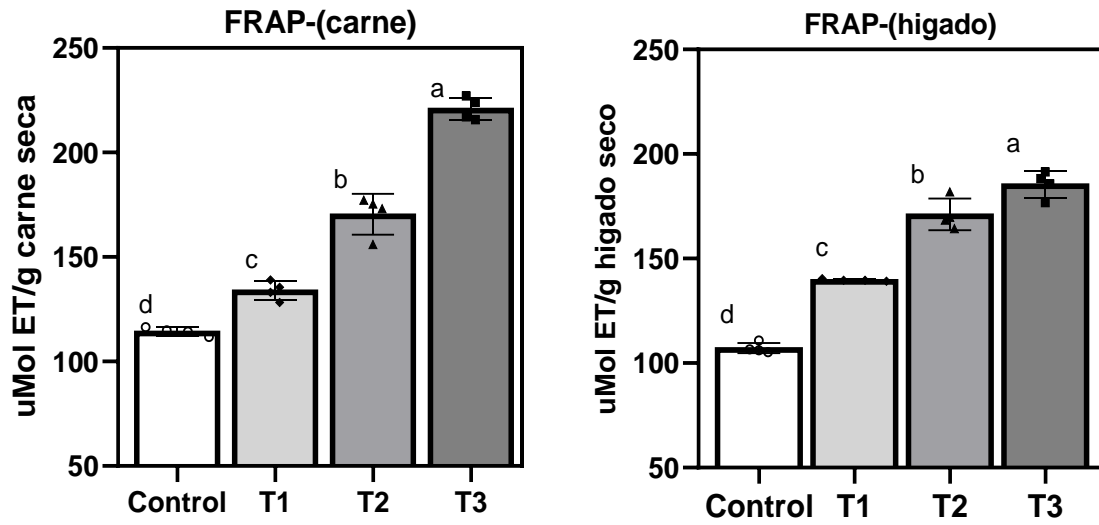 FRAP-(carne)
uMol ET/g carne seca
250
200
150
100
50
d
c
b
a
Control T1 T2 T3
FRAP-(higado)
uMol ET/g higado seco
250
200
150
100
50
d
c
b
a
Control T1 T2 T3